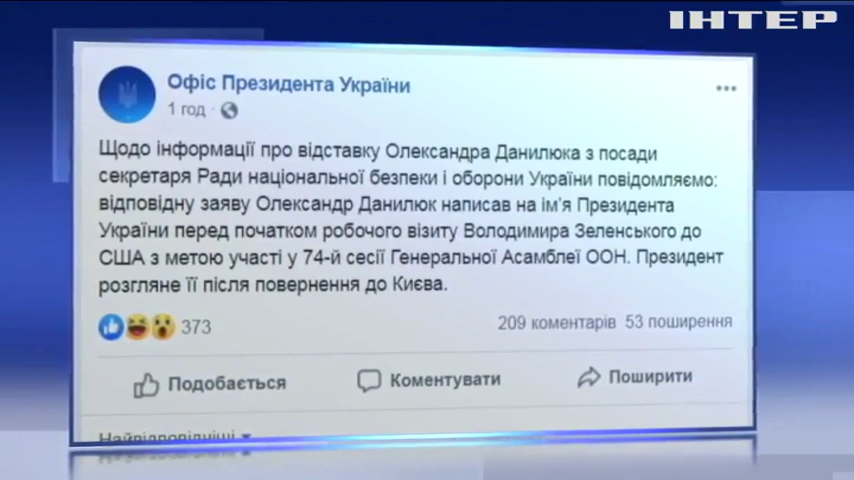 ІНТЕР
Офіс Президента України
1 год ·
Щодо інформації про відставку Олександра Данилюка з посади
секретаря Ради національної безпеки і оборони України повідомляємо:
відповідну заяву Олександр Данилюк написав на ім'я Президента
України перед початком робочого візиту Володимира Зеленського до
США з метою участі у 74-й сесії Генеральної Асамблеї ООН. Президент
розгляне її після повернення до Києва.
373
209 коментарів 53 поширення
Подобається Коментувати Поширити
Найвідповідніші